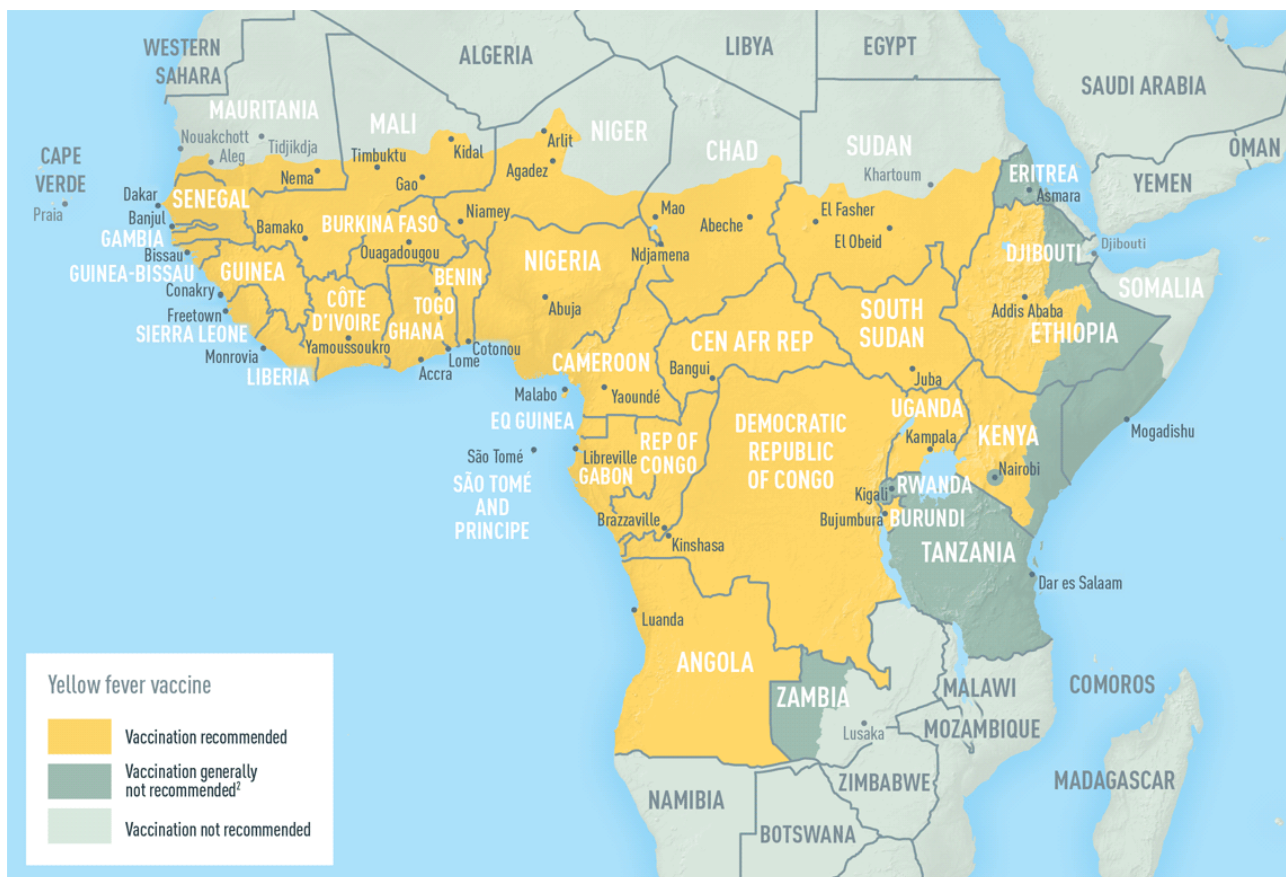 WESTERN
SAHARA
ALGERIA
LIBYA
EGYPT
SAUDI ARABIA
MAURITANIA
Nouakchott
Tidjikdja
Aleg
MALI
NIGER
CHAD
SUDAN
OMAN
YEMEN
CAPE
VERDE
Praia
Arlit
Kidal
Timbuktu
Agadez
Nema
Gao
Khartoum
ERITREA
Asmara
Dakar
SENEGAL
Banjul
GAMBIA
Bissau
GUINEA-BISSAU
Bamako
BURKINA FASO
Ouagadougou
Niamey
Mao
Abeche
Ndjamena
El Fasher
El Obeid
DJIBOUTI
Djibouti
SOMALIA
GUINEA
Conakry
Freetown
SIERRA LEONE
Monrovia
LIBERIA
CÔTE
D'IVOIRE
Yamoussoukro
BENIN
TOGO
GHANA
Accra
Lome
Cotonou
NIGERIA
Abuja
CAMEROON
Yaoundé
CEN AFR REP
Bangui
SOUTH
SUDAN
Juba
Addis Ababa
ETHIOPIA
Malabo
EQ GUINEA
São Tomé
SÃO TOMÉ
AND
PRINCIPE
Libreville
GABON
REP OF
CONGO
DEMOCRATIC
REPUBLIC
OF CONGO
UGANDA
Kampala
KENYA
Nairobi
Mogadishu
Kigali
RWANDA
Bujumbura
BURUNDI
TANZANIA
Dar es Salaam
Brazzaville
Kinshasa
Luanda
ANGOLA
ZAMBIA
Lusaka
MALAWI
MOZAMBIQUE
COMOROS
ZIMBABWE
MADAGASCAR
NAMIBIA
BOTSWANA
Yellow fever vaccine
Vaccination recommended
Vaccination generally
not recommended²
Vaccination not recommended